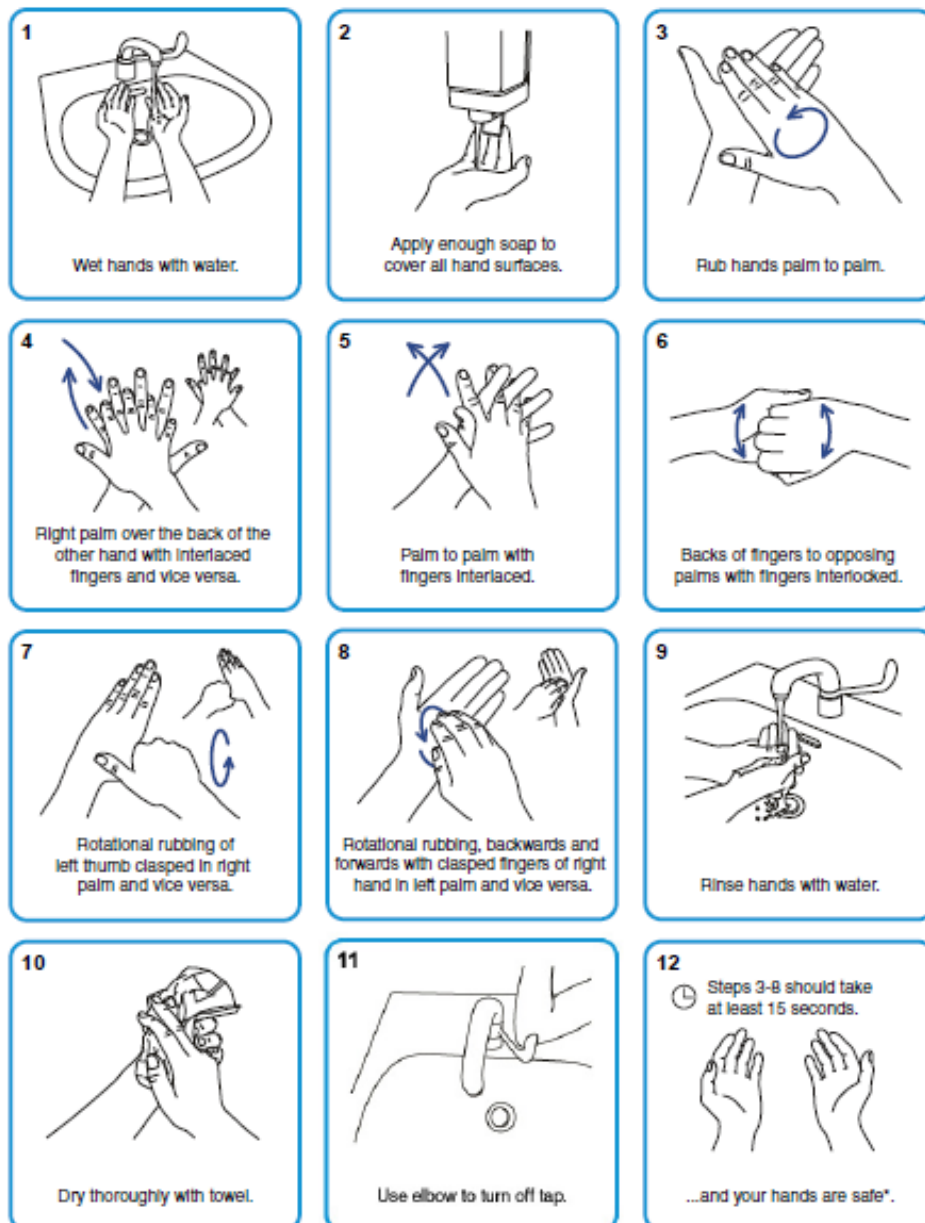 1
Wet hands with water.
2
Apply enough soap to
cover all hand surfaces.
3
Rub hands palm to palm.
4
Right palm over the back of the
other hand with interlaced
fingers and vice versa.
5
Palm to palm with
fingers interlaced.
6
Backs of fingers to opposing
palms with fingers interlocked.
7
Rotational rubbing of
left thumb clasped in right
palm and vice versa.
8
Rotational rubbing, backwards and
forwards with clasped fingers of right
hand in left palm and vice versa.
9
Rinse hands with water.
10
Dry thoroughly with towel.
11
Use elbow to turn off tap.
12
Steps 3-8 should take
at least 15 seconds.
...and your hands are safe*.